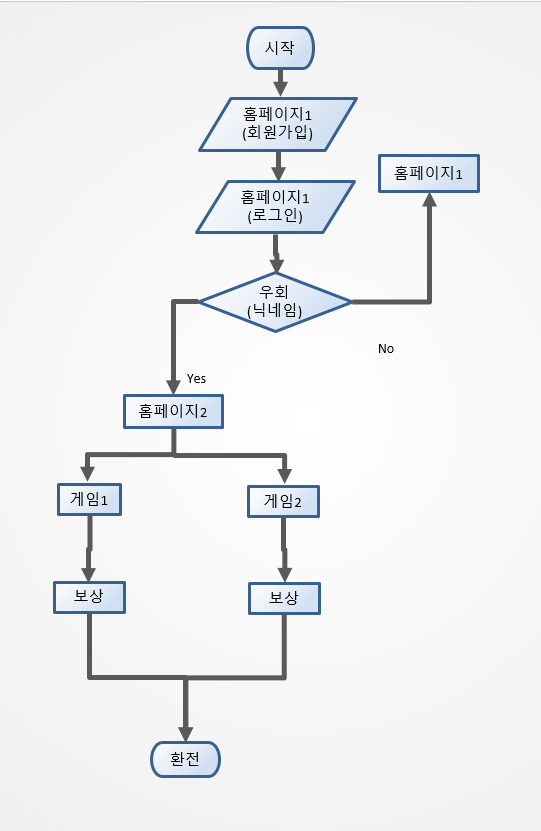 시작
홈페이지1
(회원가입)
홈페이지1
(로그인)
홈페이지1
우회
(닉네임)
No
Yes
홈페이지2
게임1
게임2
보상
보상
환전